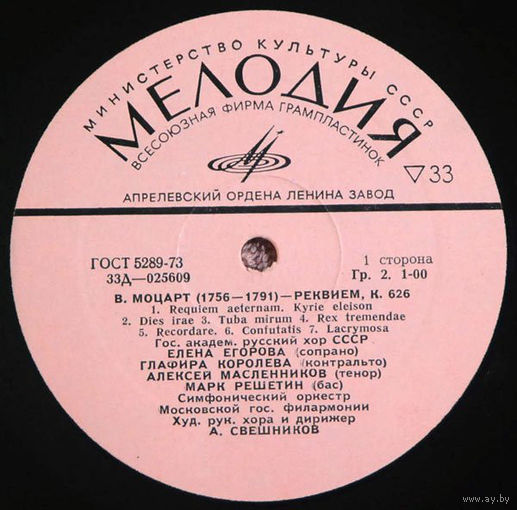 МИНИСТЕРСТВО КУЛЬТУРЫ СССР
МЕЛОДИЯ
ВСЕСОЮЗНАЯ ФИРМА ГРАМПЛАСТИНОК
▽33
АПРЕЛЕВСКИЙ ОРДЕНА ЛЕНИНА ЗАВОД
ГОСТ 5289-73
33Д—025609
1 сторона
Гр. 2. 1-00
В. МОЦАРТ (1756—1791)—РЕКВИЕМ, К. 626
1. Requiem aeternam. Kyrie eleison
2. Dies irae 3. Tuba mirum 4. Rex tremendae
5. Recordare. 6. Confutatis 7. Lacrymosa
Гос. академ. русский хор СССР
ЕЛЕНА ЕГОРОВА (сопрано)
ГЛАФИРА КОРОЛЕВА (контральто)
АЛЕКСЕЙ МАСЛЕННИКОВ (тенор)
МАРК РЕШЕТИН (бас)
Симфонический оркестр
Московской гос. филармонии
Худ. рук. хора и дирижер
А. СВЕШНИКОВ
www.ay.by